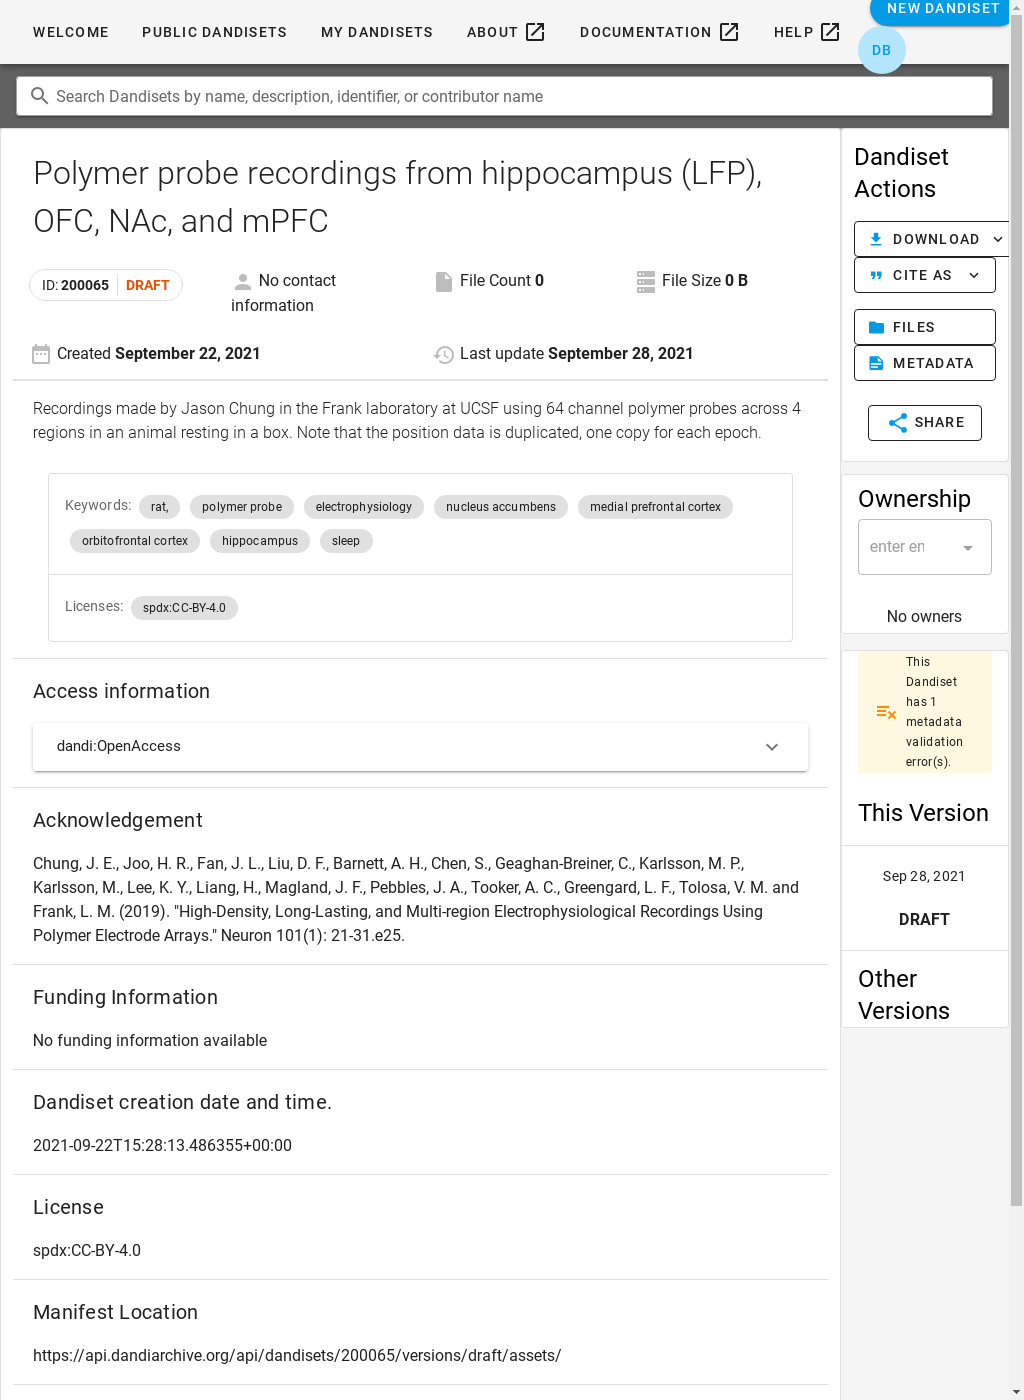 WELCOME
PUBLIC DANDISETS
MY DANDISETS
ABOUT
DOCUMENTATION
HELP
NEW DANDISET
DB
Search Dandisets by name, description, identifier, or contributor name
Polymer probe recordings from hippocampus (LFP),
OFC, NAc, and mPFC
ID: 200065 DRAFT
No contact
information
File Count 0
File Size 0 B
Created September 22, 2021
Last update September 28, 2021
Recordings made by Jason Chung in the Frank laboratory at UCSF using 64 channel polymer probes across 4
regions in an animal resting in a box. Note that the position data is duplicated, one copy for each epoch.
Keywords: rat, polymer probe electrophysiology nucleus accumbens medial prefrontal cortex
orbitofrontal cortex hippocampus sleep
Licenses: spdx:CC-BY-4.0
Access information
dandi:OpenAccess
Acknowledgement
Chung, J. E., Joo, H. R., Fan, J. L., Liu, D. F., Barnett, A. H., Chen, S., Geaghan-Breiner, C., Karlsson, M. P.,
Karlsson, M., Lee, K. Y., Liang, H., Magland, J. F., Pebbles, J. A., Tooker, A. C., Greengard, L. F., Tolosa, V. M. and
Frank, L. M. (2019). "High-Density, Long-Lasting, and Multi-region Electrophysiological Recordings Using
Polymer Electrode Arrays." Neuron 101(1): 21-31.e25.
Funding Information
No funding information available
Dandiset creation date and time.
2021-09-22T15:28:13.486355+00:00
License
spdx:CC-BY-4.0
Manifest Location
https://api.dandiarchive.org/api/dandisets/200065/versions/draft/assets/
Dandiset
Actions
DOWNLOAD
CITE AS
FILES
METADATA
SHARE
Ownership
enter en
No owners
This
Dandiset
has 1
metadata
validation
error(s).
This Version
Sep 28, 2021
DRAFT
Other
Versions